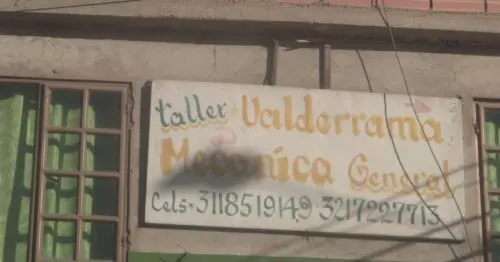 taller Valderrama
Mecanica General
Cels-3118519149-3217227713